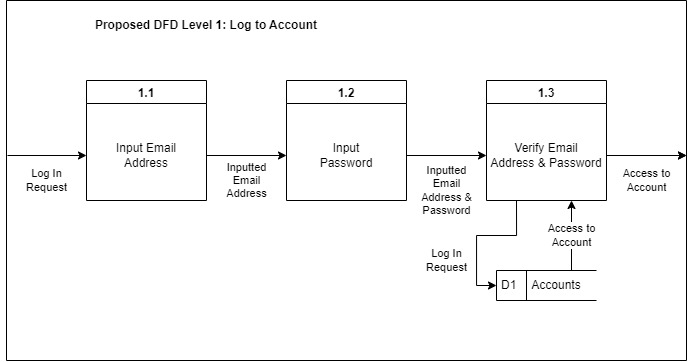 Proposed DFD Level 1: Log to Account
1.1
Input Email
Address
1.2
Input
Password
1.3
Verify Email
Address & Password
Log In
Request
Inputted
Email
Address
Inputted
Email
Address &
Password
Access to
Account
Log In
Request
Access to
Account
D1
Accounts